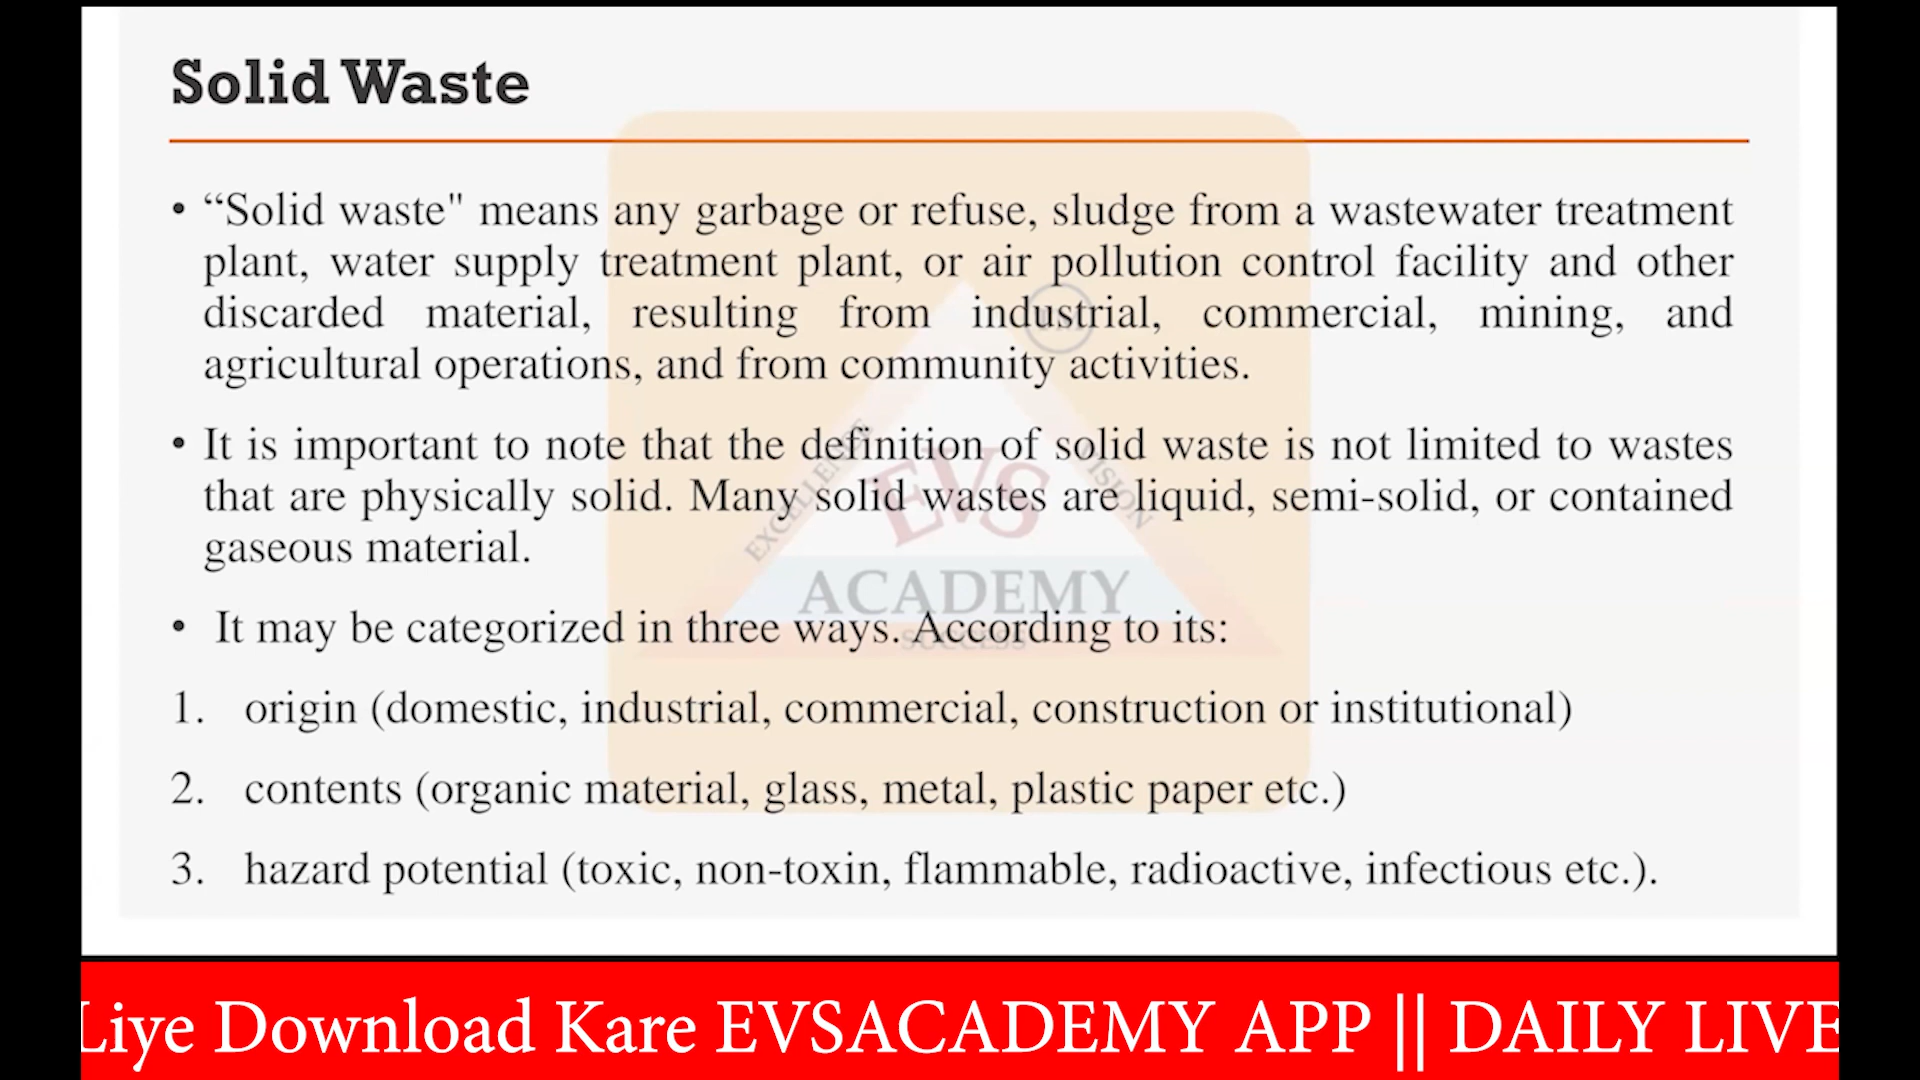 Solid Waste
• “Solid waste" means any garbage or refuse, sludge from a wastewater treatment
plant, water supply treatment plant, or air pollution control facility and other
discarded material, resulting from industrial, commercial, mining, and
agricultural operations, and from community activities.
• It is important to note that the definition of solid waste is not limited to wastes
that are physically solid. Many solid wastes are liquid, semi-solid, or contained
gaseous material.
• It may be categorized in three ways. According to its:
1. origin (domestic, industrial, commercial, construction or institutional)
2. contents (organic material, glass, metal, plastic paper etc.)
3. hazard potential (toxic, non-toxin, flammable, radioactive, infectious etc.).
EXCELLENCE
VISION
EVS
ACADEMY
SUCCESS
Liye Download Kare EVSACADEMY APP || DAILY LIVE